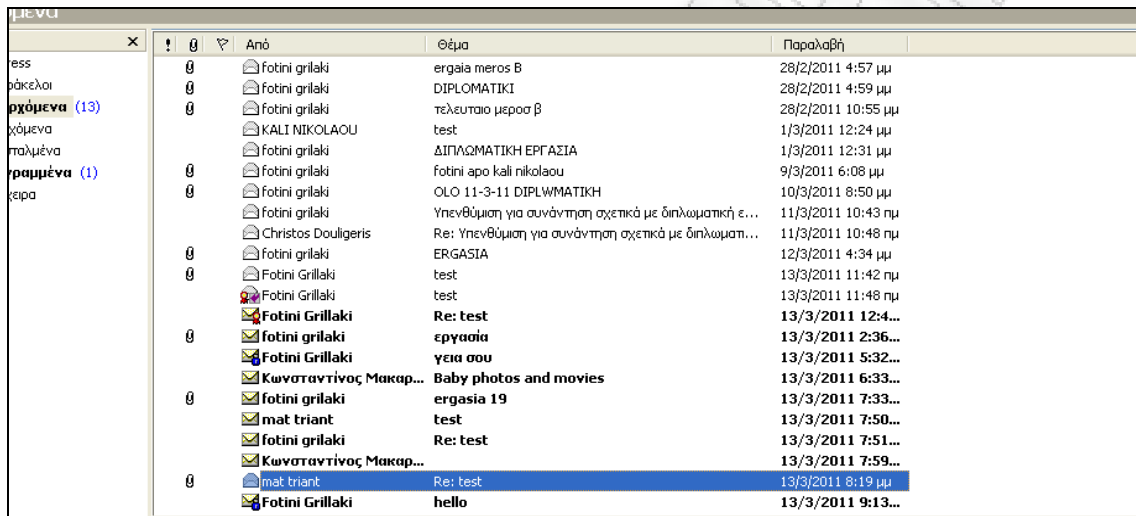 όμενα
! Από Θέμα Παραλαβή
ress
ράκελοι
ρχόμενα (13)
χόμενα
σταλμένα
γραμμένα (1)
χειρα
fotini grilaki ergaia meros B 28/2/2011 4:57 μμ
fotini grilaki DIPLOMATIKI 28/2/2011 4:59 μμ
fotini grilaki τελευταιο μεροσ β 28/2/2011 10:55 μμ
KALI NIKOLAOU test 1/3/2011 12:24 μμ
fotini grilaki ΔΙΠΛΩΜΑΤΙΚΗ ΕΡΓΑΣΙΑ 1/3/2011 12:31 μμ
fotini grilaki fotini apo kali nikolaou 9/3/2011 6:08 μμ
fotini grilaki OLO 11-3-11 DIPLWMATIKH 10/3/2011 8:50 μμ
fotini grilaki Υπενθύμιση για συνάντηση σχετικά με διπλωματική ε... 11/3/2011 10:43 πμ
Christos Douligeris Re: Υπενθύμιση για συνάντηση σχετικά με διπλωματι... 11/3/2011 10:48 πμ
fotini grilaki ERGASIA 12/3/2011 4:34 μμ
Fotini Grillaki test 13/3/2011 11:42 πμ
Fotini Grillaki test 13/3/2011 11:48 πμ
Fotini Grillaki Re: test 13/3/2011 12:4...
fotini grilaki εργασία 13/3/2011 2:36...
Fotini Grillaki γεια σου 13/3/2011 5:32...
Κωνσταντίνος Μακαρ... Baby photos and movies 13/3/2011 6:33...
fotini grilaki ergasia 19 13/3/2011 7:33...
mat triant test 13/3/2011 7:50...
fotini grilaki Re: test 13/3/2011 7:51...
Κωνσταντίνος Μακαρ... 13/3/2011 7:59...
mat triant Re: test 13/3/2011 8:19 μμ
Fotini Grillaki hello 13/3/2011 9:13...